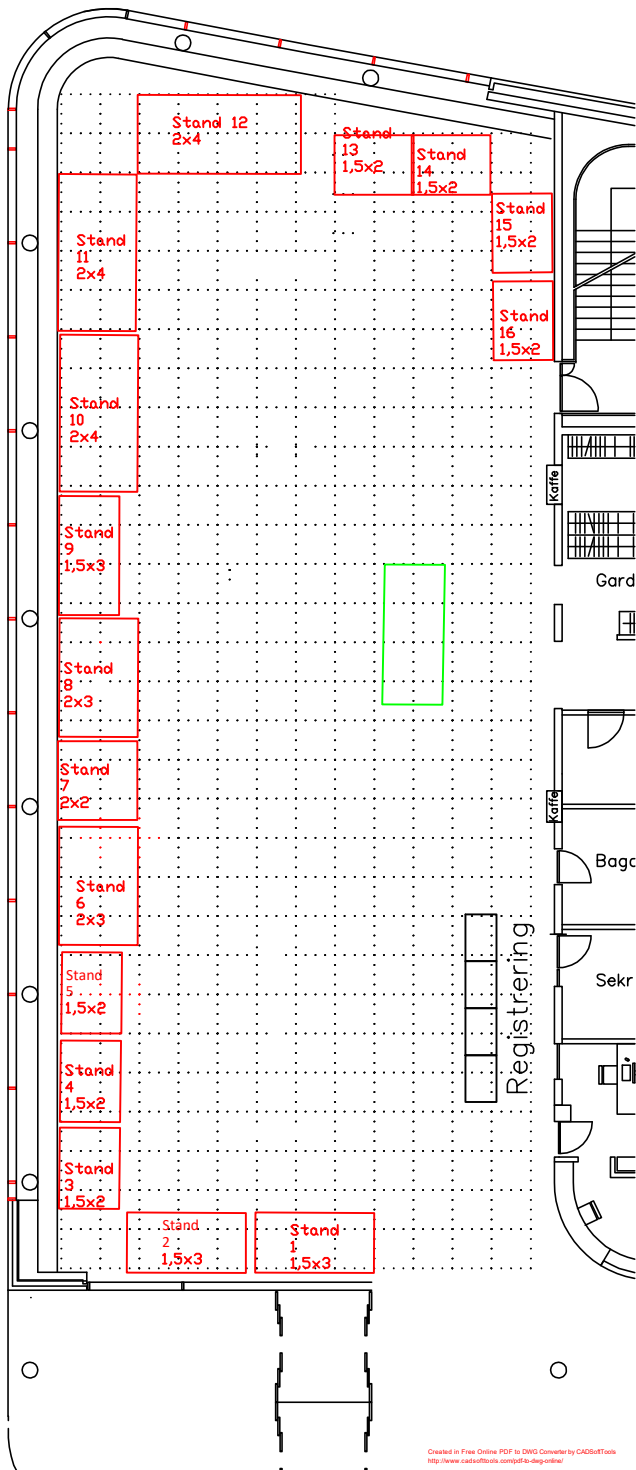 Stand 12
2x4
Stand
13
1,5x2
Stand
14
1,5x2
Stand
15
1,5x2
Stand
11
2x4
Stand
16
1,5x2
Stand
10
2x4
Kaffe
Stand
9
1,5x3
Gard
Stand
8
2x3
Stand
7
2x2
Kaffe
Bagc
Stand
6
2x3
Registrering
Stand
5
1,5x2
Sekr
Stand
4
1,5x2
Stand
3
1,5x2
Stand
2
1,5x3
Stand
1
1,5x3
Created in Free Online PDF to DWG Converter by CADSoftTools
http://www.cadsofttools.com/pdf-to-dwg-online/